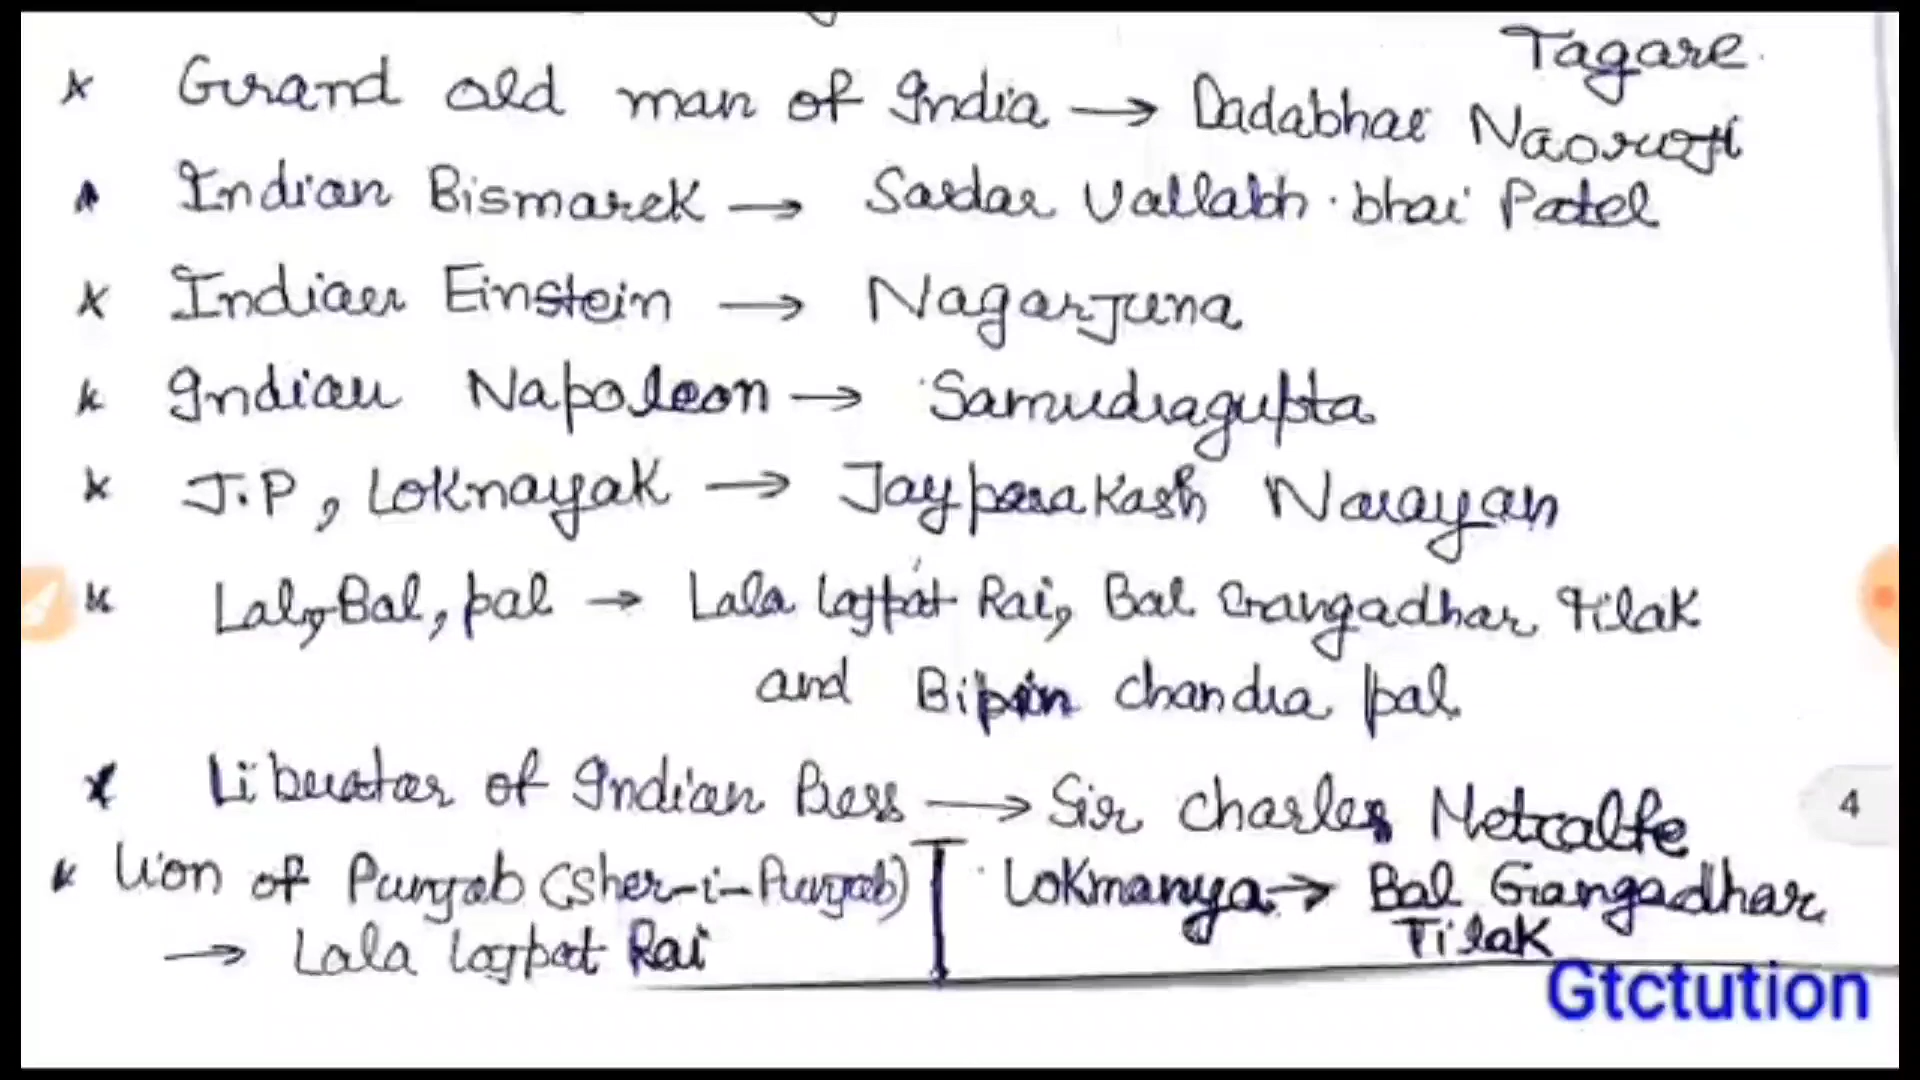 Tagore.
* Grand old man of India → Dadabhai Naoroji
* Indian Bismarck → Sardar Vallabh bhai Patel
* Indian Einstein → Nagarjuna
* Indian Napoleon → Samudragupta
* J.P, Loknayak → Jayparakash Narayan
* Lal, Bal, pal → Lala Lajpat Rai, Bal Gangadhar Tilak
and Bipin chandra pal
* Liberator of Indian Press → Sir Charles Metcalfe
* Lion of Punjab (Sher-i-Punjab)
→ Lala Lajpat Rai
Lokmanya → Bal Gangadhar
Tilak
4
Gtctution